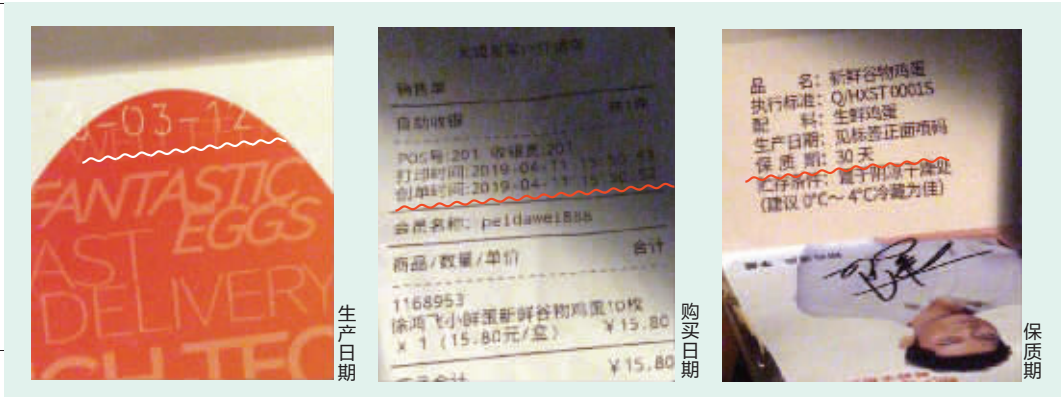 -03-12
FANTASTIC
EGGS
AST
DELIVERY
生产日期
销售单
自助收银
POS号:201 收银员:201
打印时间:2019-04-11 15:50:
创单时间:2019-04-11 15:50:52
会员名称: peidawei888
商品/数量/单价 合计
1168953
徐鸿飞小鲜蛋新鲜谷物鸡蛋10枚
x 1 (15.80元/盒) ¥15.80
¥15.80
购买日期
品 名: 新鲜谷物鸡蛋
执行标准: Q/HXST0001S
配 料: 生鲜鸡蛋
生产日期: 见标签正面喷码
保 质 期: 30天
贮存条件: 置于阴凉干燥处
(建议 0℃~ 4℃冷藏为佳)
保质期